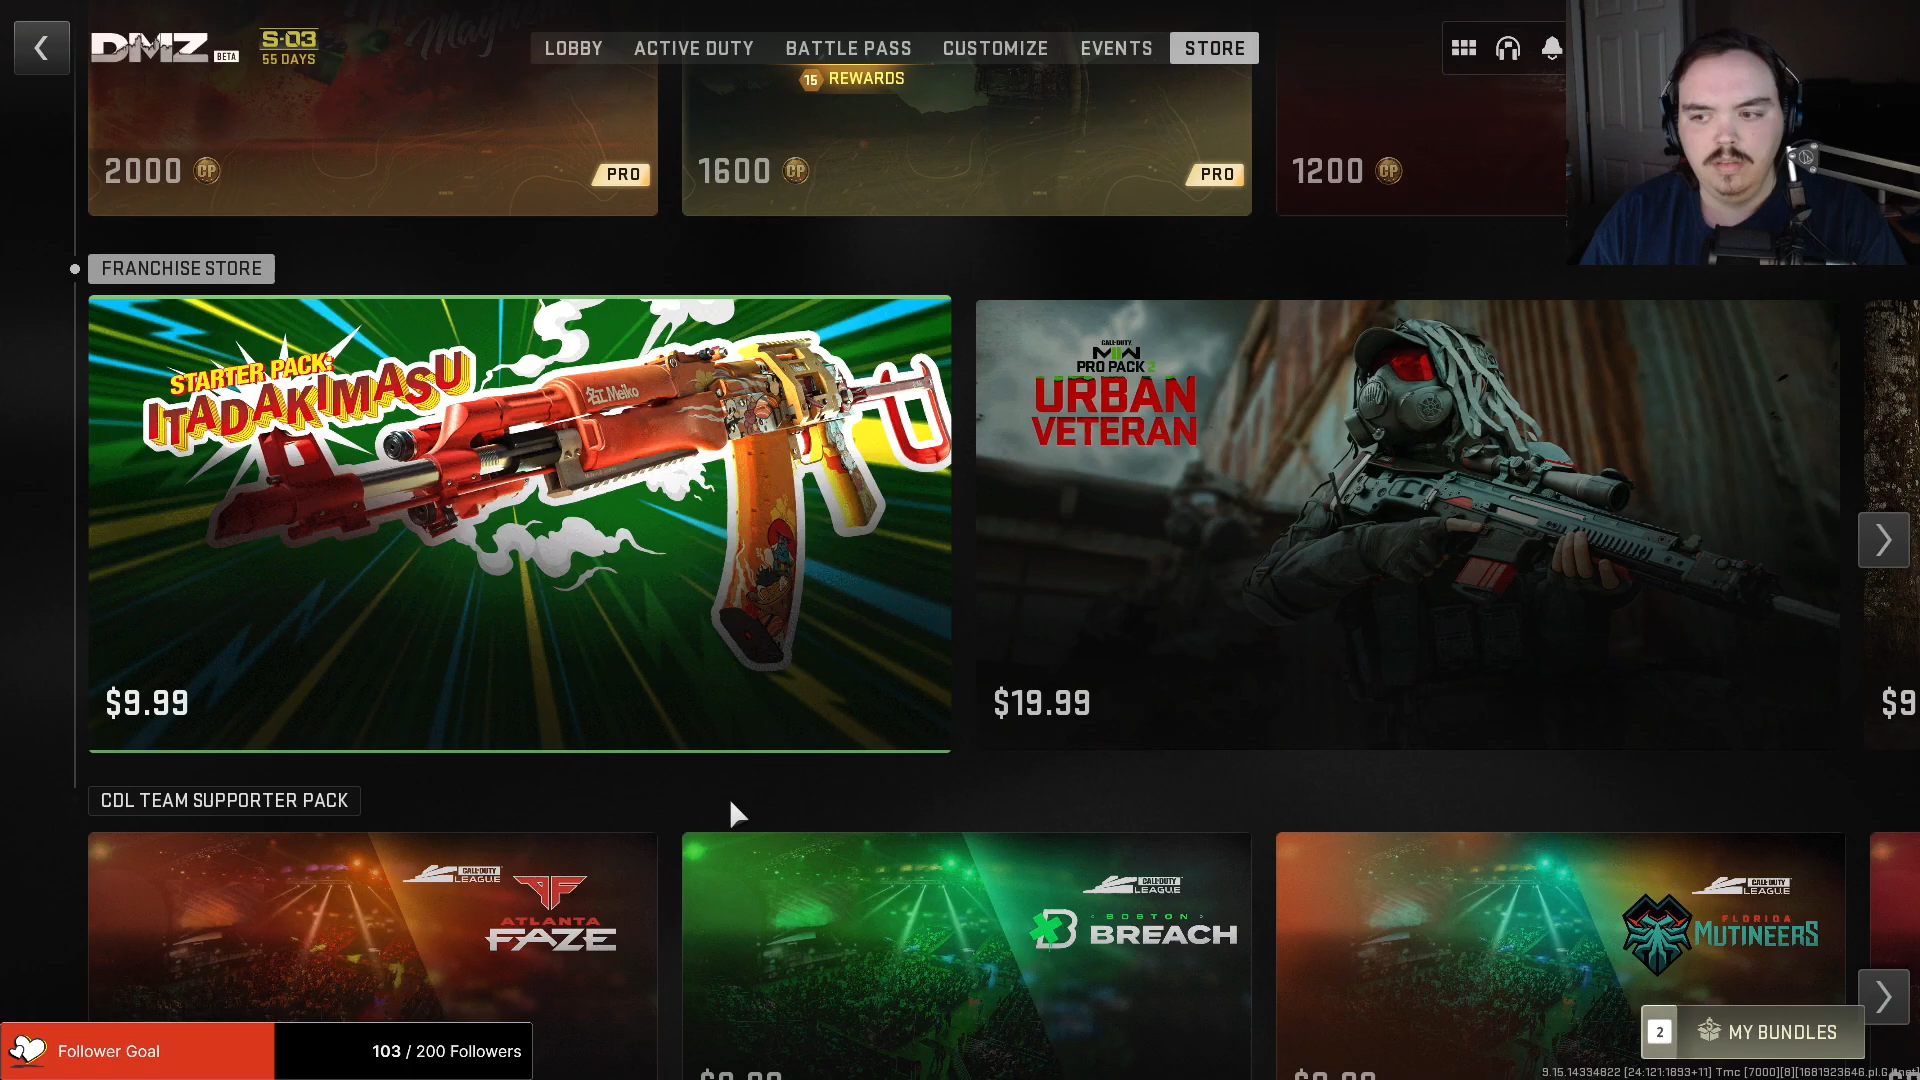 DMZ BETA
S-03
55 DAYS
LOBBY
ACTIVE DUTY
BATTLE PASS
CUSTOMIZE
EVENTS
STORE
15 REWARDS
2000 CP
PRO
1600 CP
PRO
1200 CP
FRANCHISE STORE
STARTER PACK:
ITADAKIMASU
Meiko
$9.99
CALL OF DUTY
MWII
PRO PACK 2
URBAN
VETERAN
$19.99
$9
CDL TEAM SUPPORTER PACK
CALL OF DUTY
LEAGUE
ATLANTA
FAZE
CALL OF DUTY
LEAGUE
BOSTON
BREACH
CALL OF DUTY
LEAGUE
FLORIDA
MUTINEERS
2 MY BUNDLES
Follower Goal
103 / 200 Followers